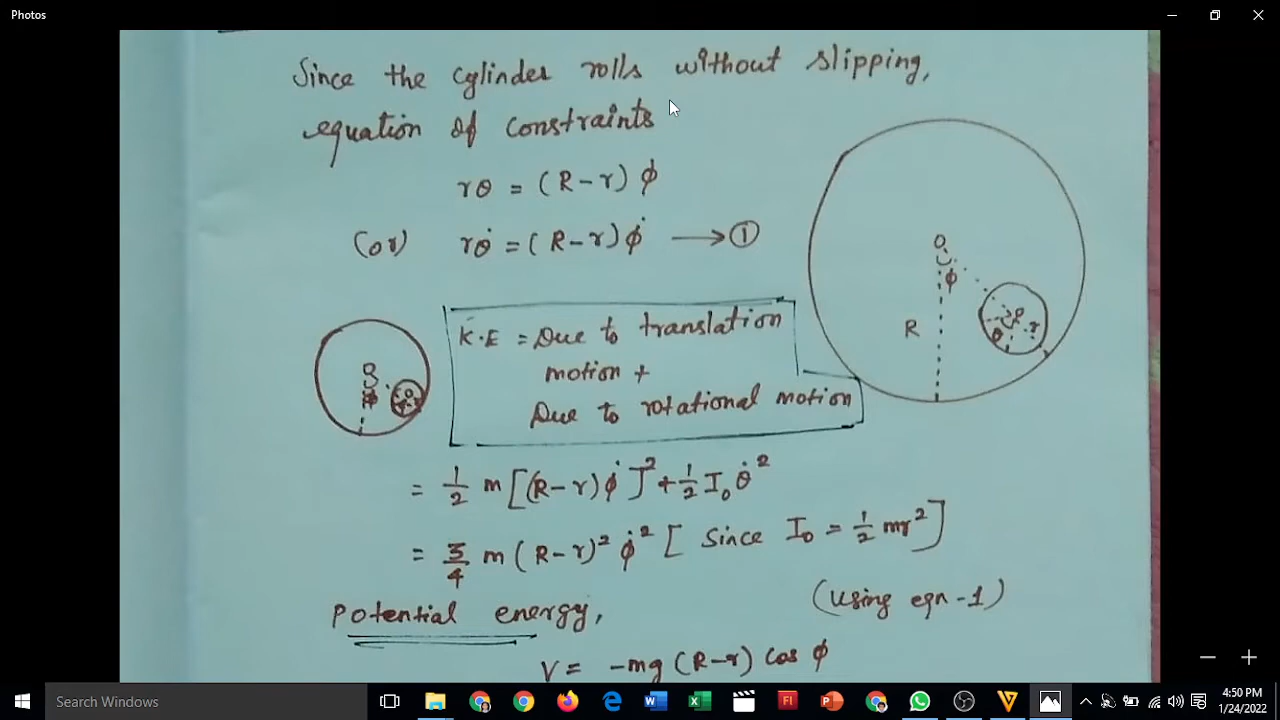 Photos
Since the cylinder rolls without slipping,
equation of constraints
rθ = (R-r) ϕ
(or) rθ̇ = (R-r) ϕ̇ → ①
O
ϕ
R
P
r
θ
K.E = Due to translation
motion +
Due to rotational motion
O
ϕ
= 1/2 m [(R-r) ϕ̇]² + 1/2 I₀ θ̇²
= 3/4 m (R-r)² ϕ̇² [Since I₀ = 1/2 mr²]
(Using eqn-1)
Potential energy,
V = -mg (R-r) cos ϕ
Search Windows
4:50 PM
1/24/2022